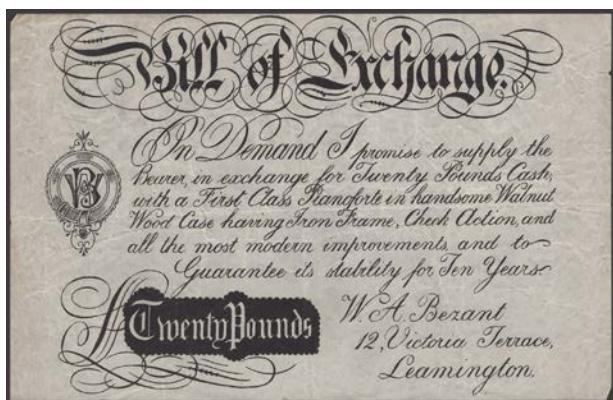 Bill of Exchange.
On Demand I promise to supply the
Bearer, in exchange for Twenty Pounds Cash,
with a First Class Pianoforte in handsome Walnut
Wood Case having Iron Frame, Check Action, and
all the most modern improvements, and to
Guarantee its stability for Ten Years
£TwentyPounds
W. A. Bezant
12, Victoria Terrace,
Leamington.